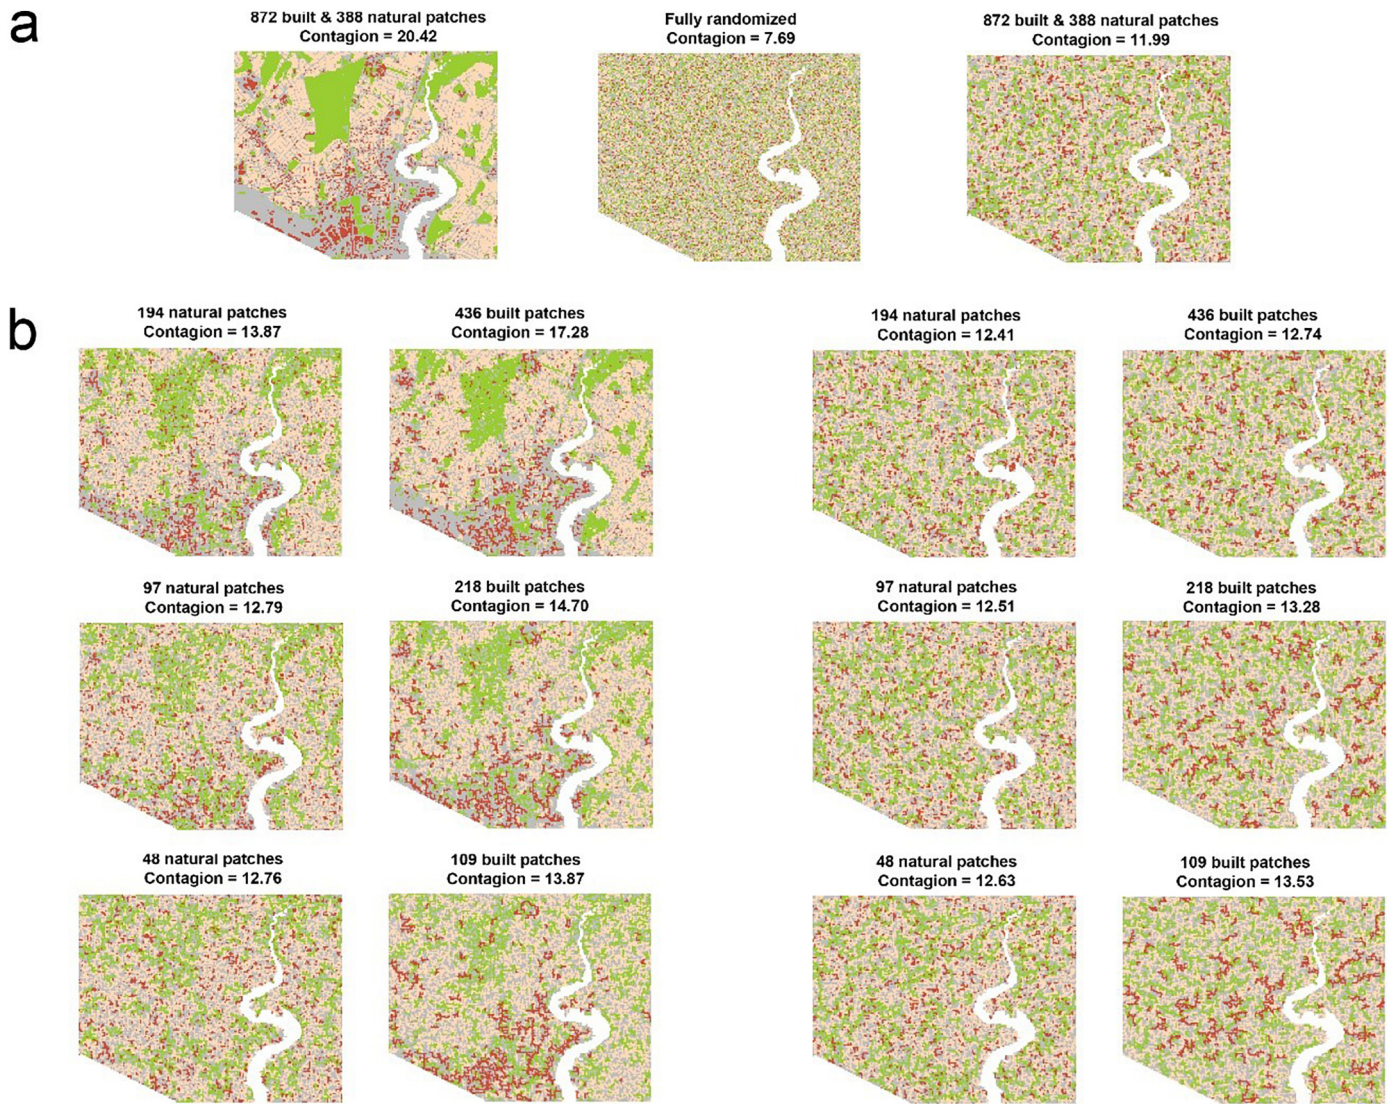 a
872 built & 388 natural patches
Contagion = 20.42
Fully randomized
Contagion = 7.69
872 built & 388 natural patches
Contagion = 11.99
b
194 natural patches
Contagion = 13.87
436 built patches
Contagion = 17.28
194 natural patches
Contagion = 12.41
436 built patches
Contagion = 12.74
97 natural patches
Contagion = 12.79
218 built patches
Contagion = 14.70
97 natural patches
Contagion = 12.51
218 built patches
Contagion = 13.28
48 natural patches
Contagion = 12.76
109 built patches
Contagion = 13.87
48 natural patches
Contagion = 12.63
109 built patches
Contagion = 13.53